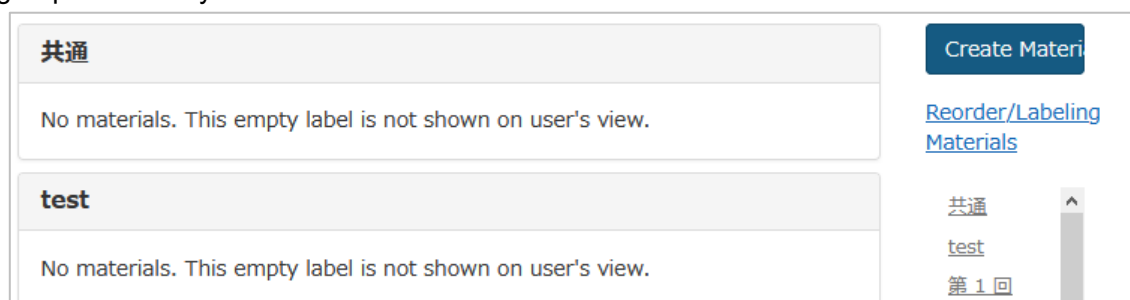 共通
No materials. This empty label is not shown on user's view.
test
No materials. This empty label is not shown on user's view.
Create Materi
Reorder/Labeling
Materials
共通
test
第 1 回